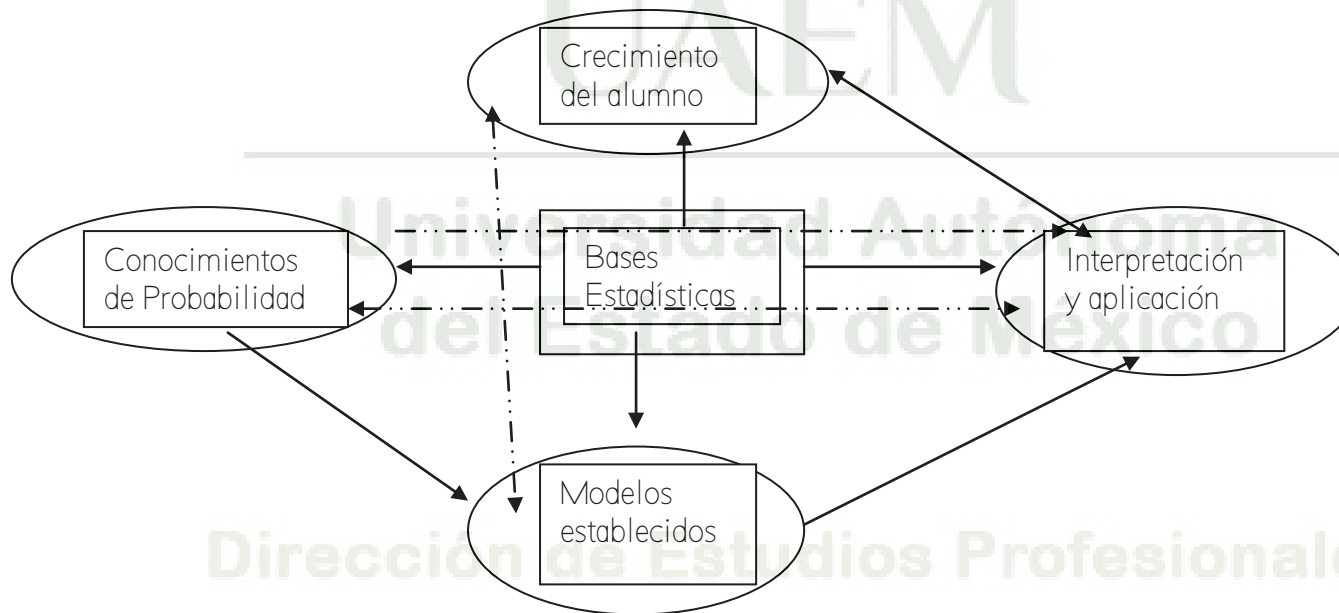 UAEM
Crecimiento
del alumno
Universidad Autónoma
del Estado de México
Conocimientos
de Probabilidad
Bases
Estadísticas
Interpretación
y aplicación
Modelos
establecidos
Dirección de Estudios Profesionale